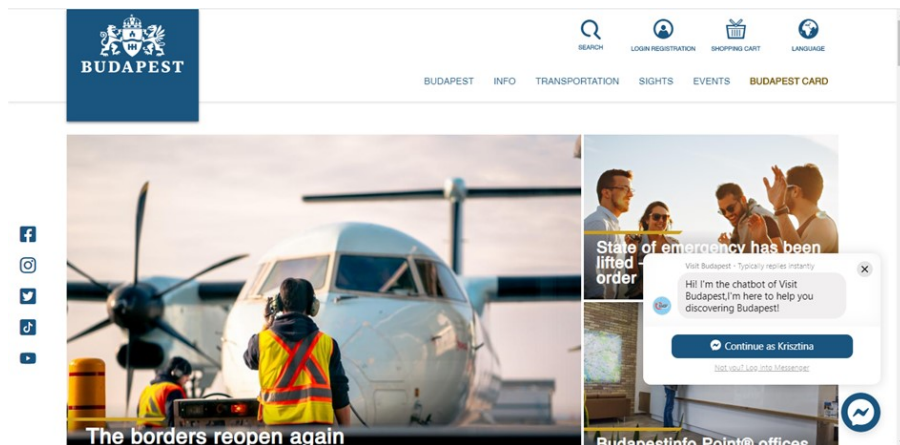 BUDAPEST
SEARCH
LOGIN REGISTRATION
SHOPPING CART
LANGUAGE
BUDAPEST
INFO
TRANSPORTATION
SIGHTS
EVENTS
BUDAPEST CARD
The borders reopen again
State of emergency has been
lifted -
order
Visit Budapest - Typically replies instantly
Hi! I'm the chatbot of Visit
Budapest,I'm here to help you
discovering Budapest!
Continue as Krisztina
Not you? Log into Messenger
Budapestinfo Point® offices